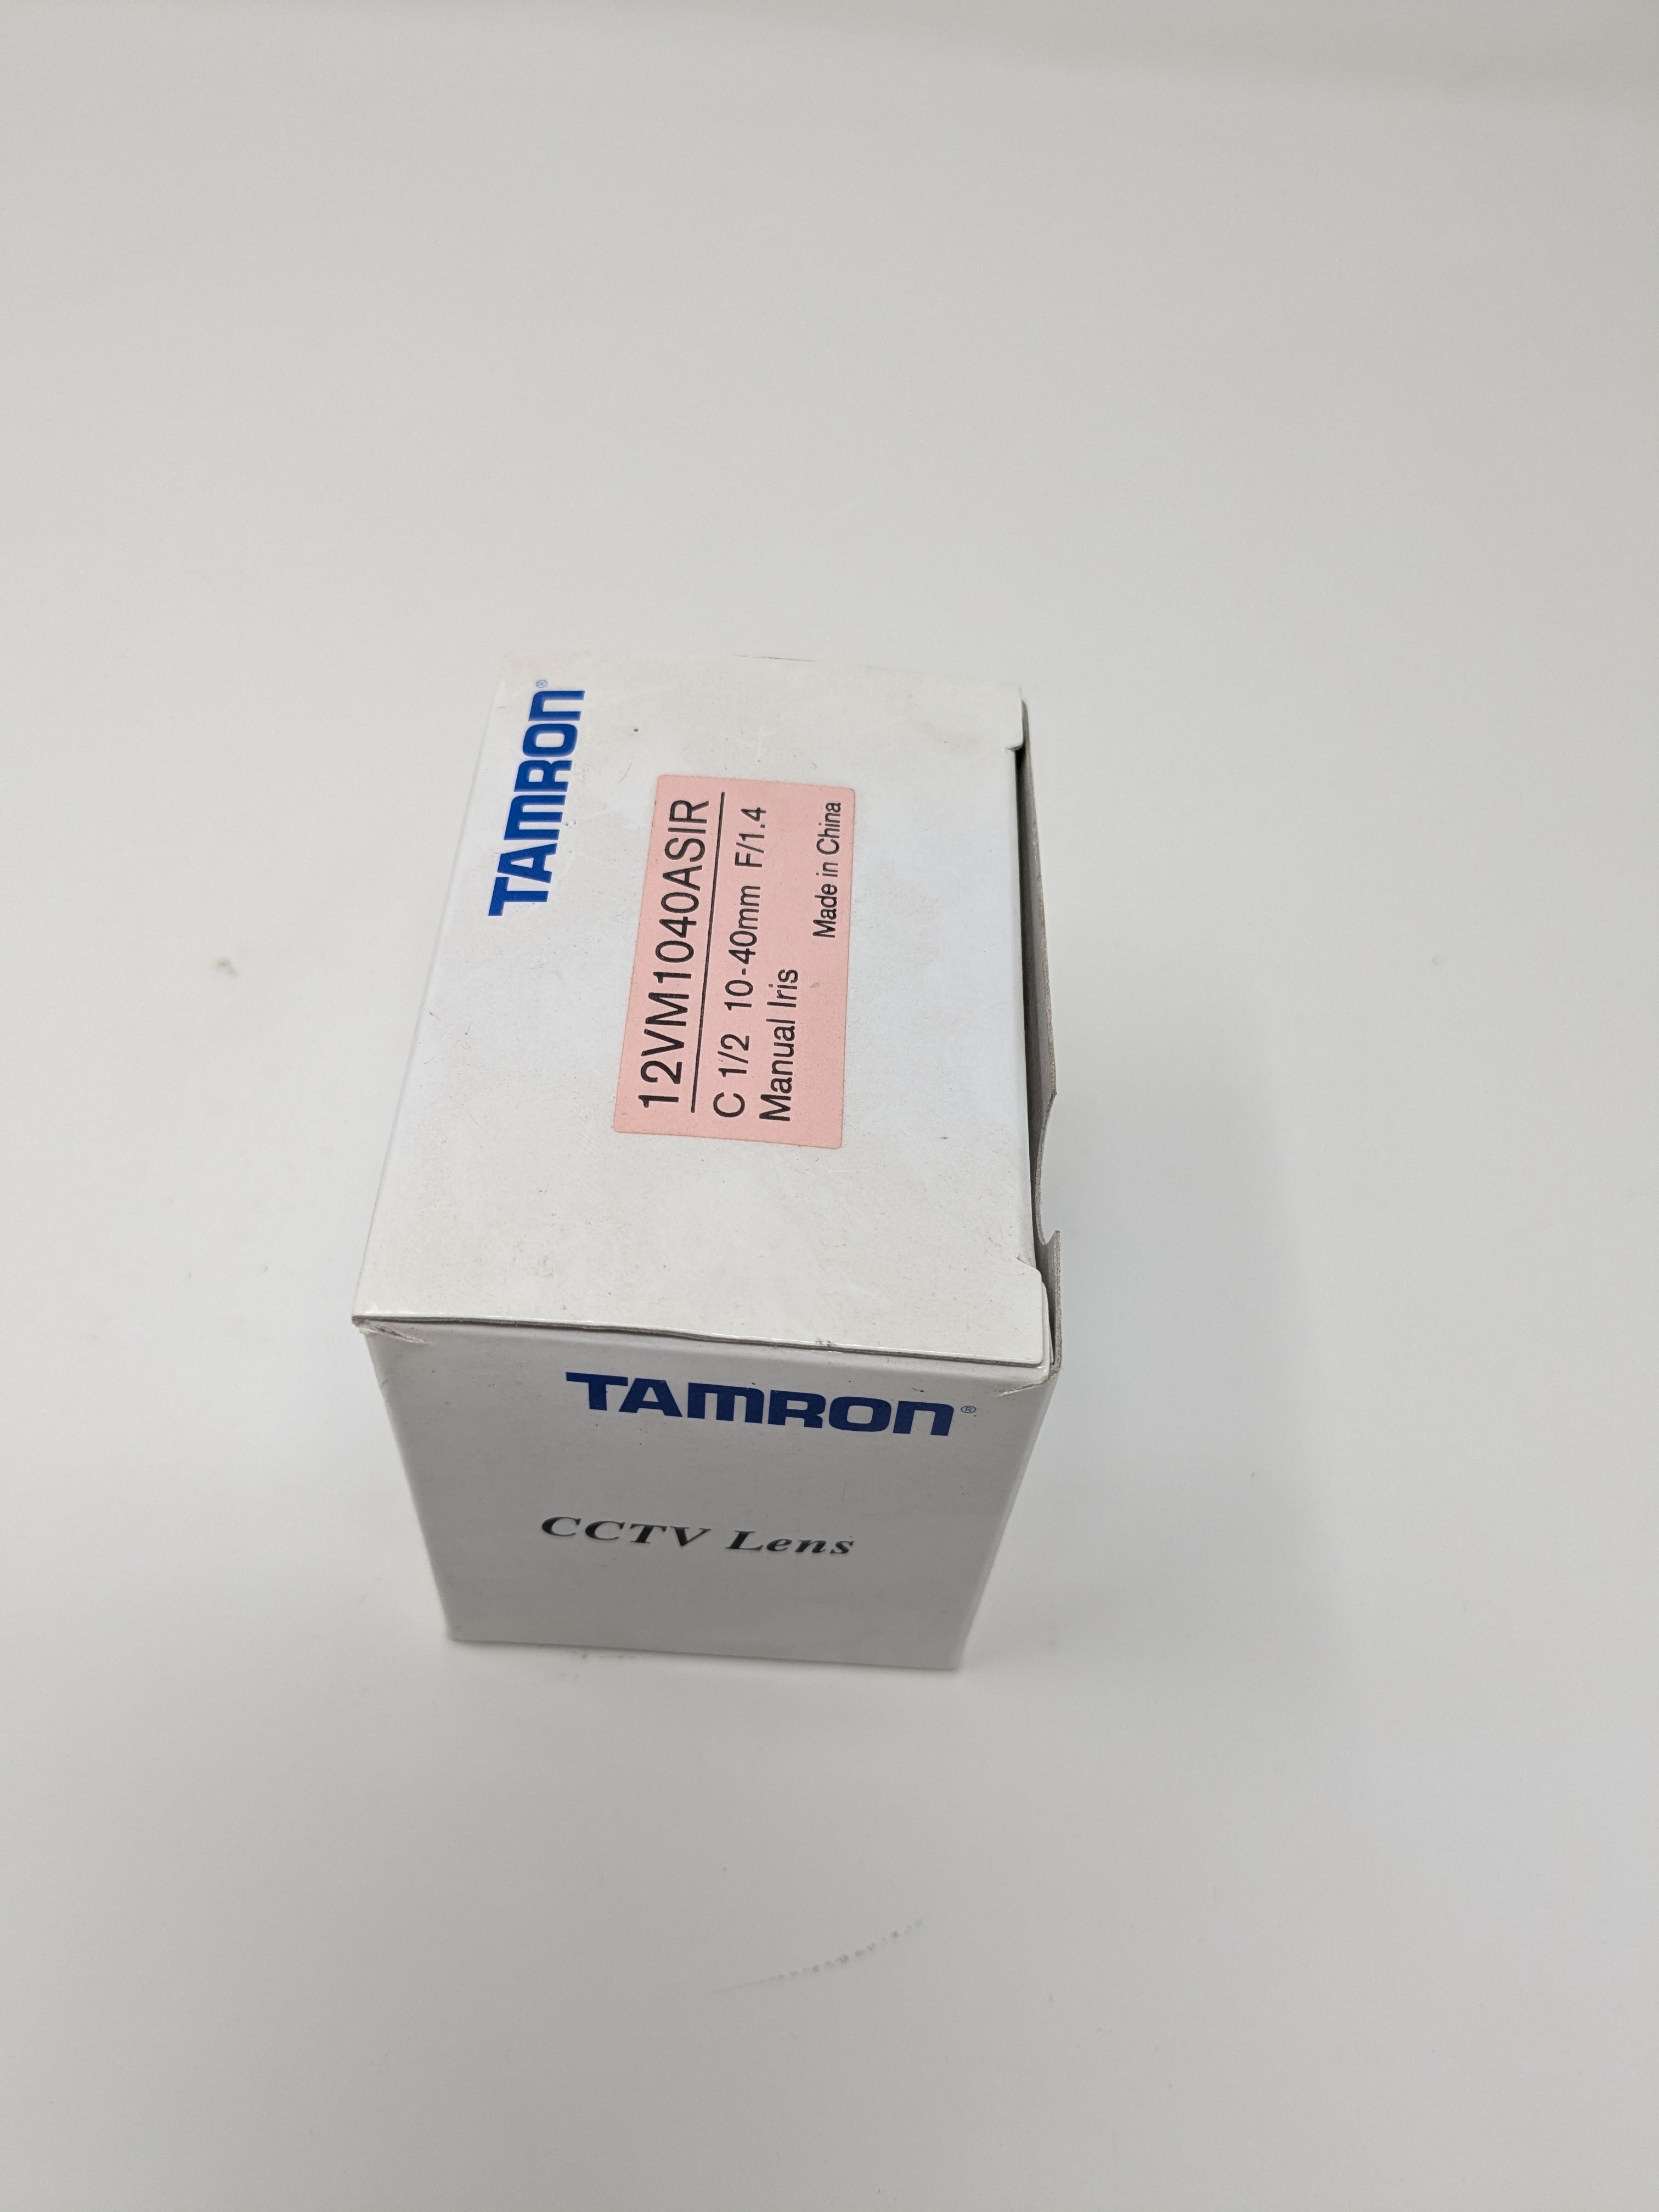 TAMRON®
12VM1040ASIR
C 1/2 10-40mm F/1.4
Manual Iris
Made in China
TAMRON®
CCTV Lens